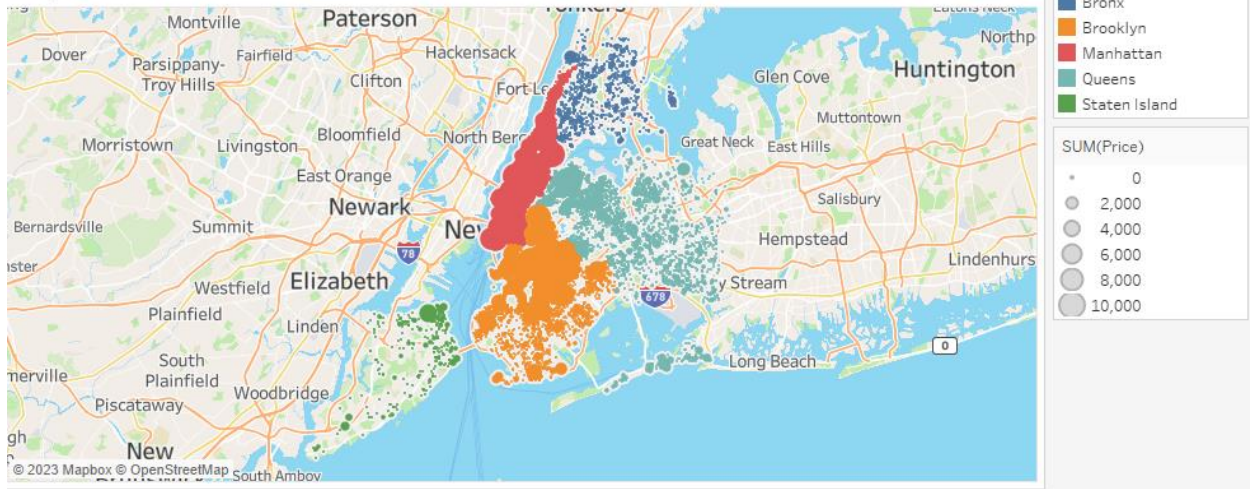 Montville
Paterson
Dover
Parsippany-
Troy Hills
Fairfield
Hackensack
Clifton
Fort Le
Glen Cove
Huntington
Northp
Muttontown
Morristown
Livingston
Bloomfield
North Berg
Great Neck
East Hills
East Orange
Newark
Salisbury
Bernardsville
Summit
78
Hempstead
Lindenhurs
Westfield
Elizabeth
678
y Stream
Plainfield
Linden
South
Plainfield
Long Beach
0
Woodbridge
Piscataway
New
South Amboy
© 2023 Mapbox © OpenStreetMap
Bronx
Brooklyn
Manhattan
Queens
Staten Island
SUM(Price)
0
2,000
4,000
6,000
8,000
10,000